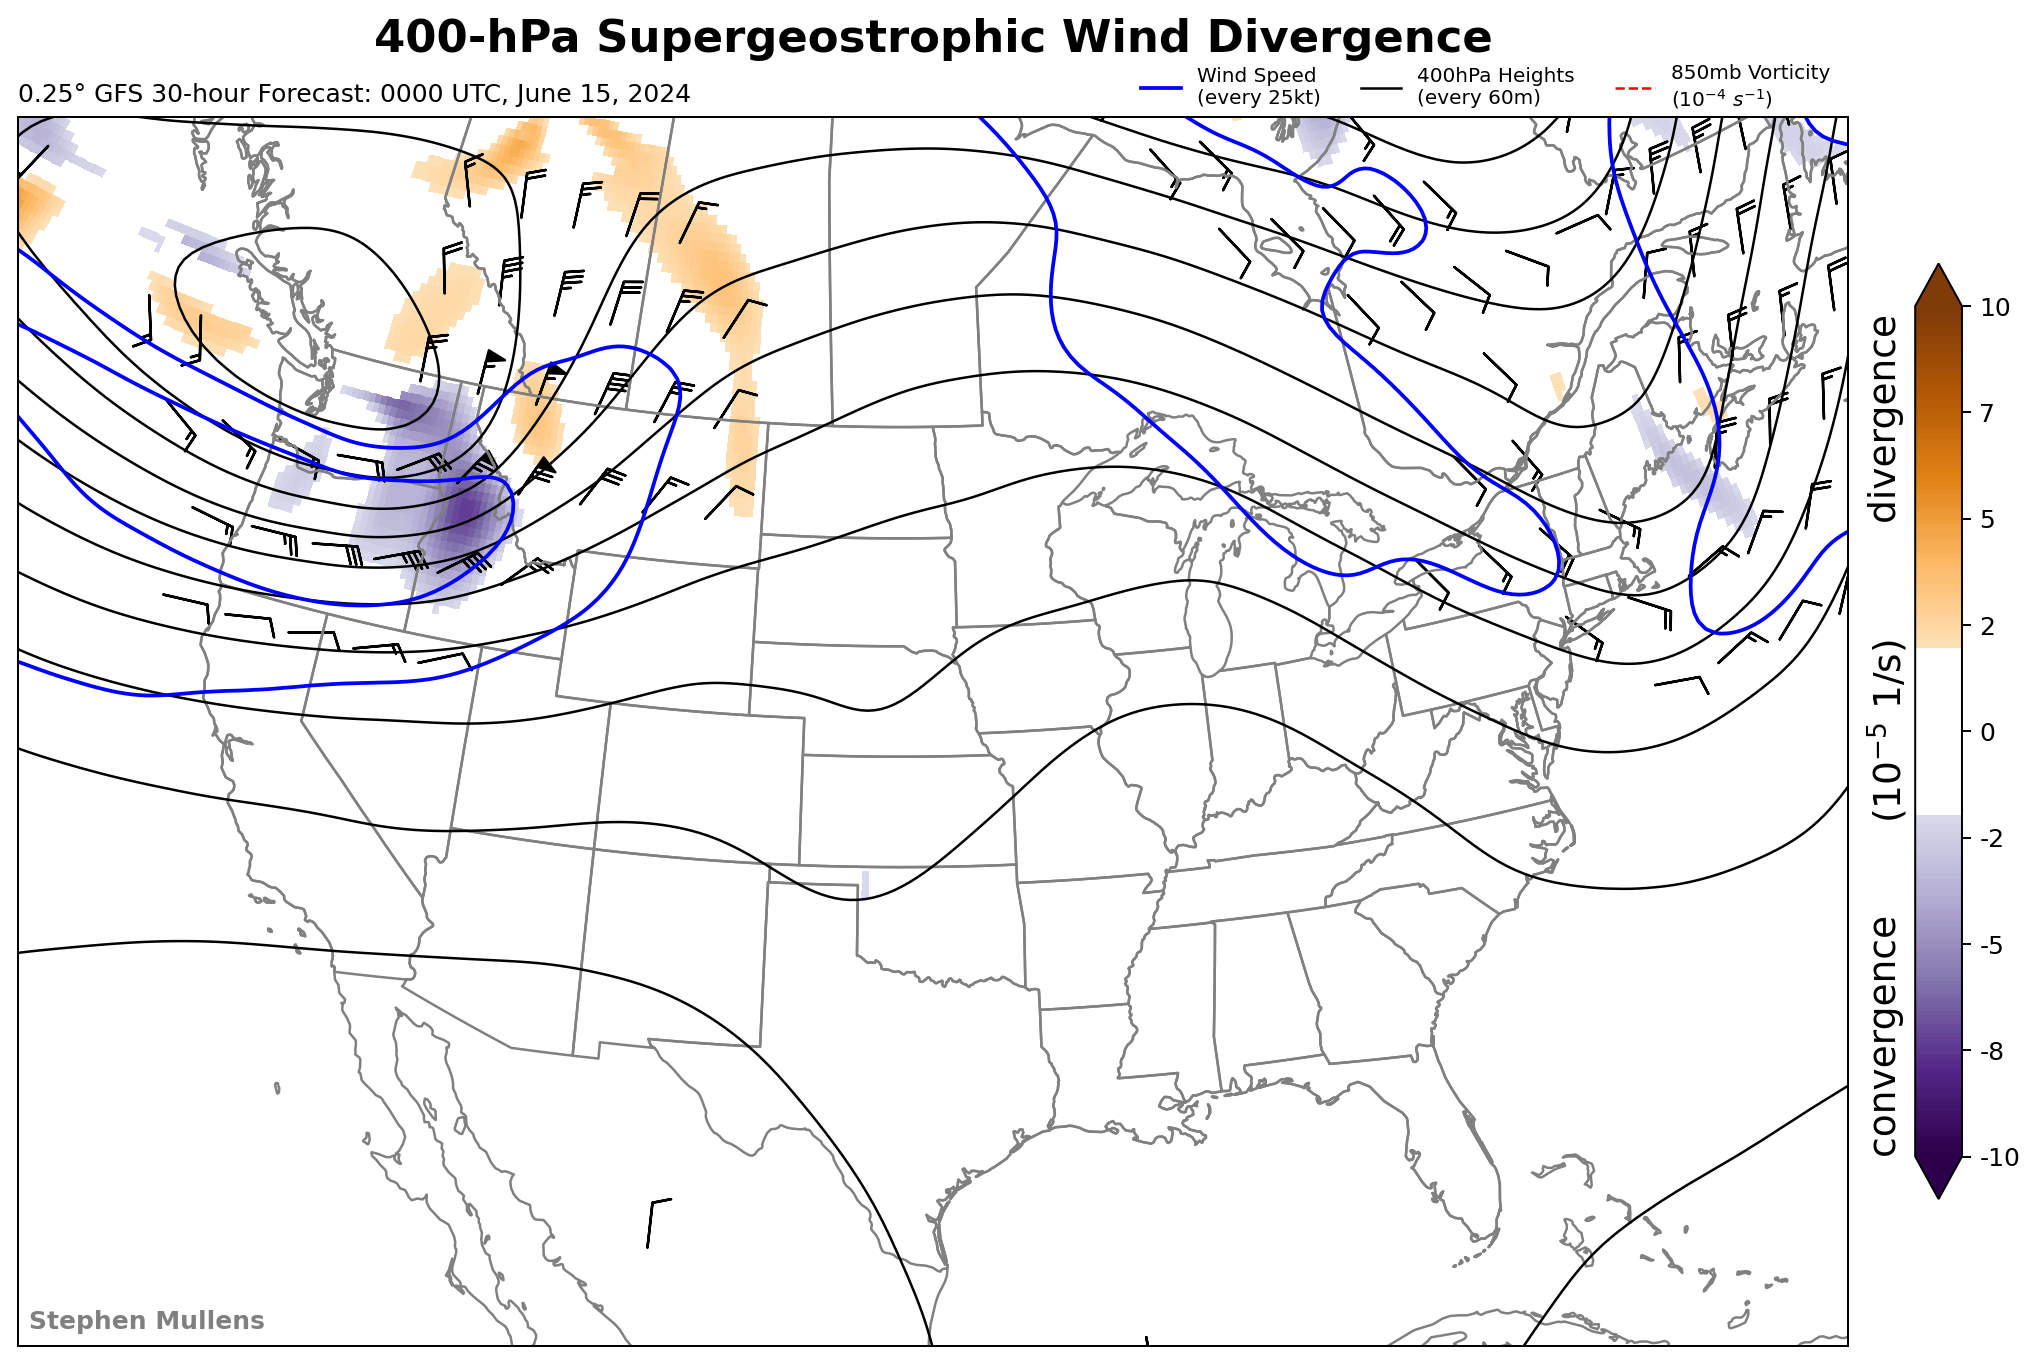 400-hPa Supergeostrophic Wind Divergence
0.25° GFS 30-hour Forecast: 0000 UTC, June 15, 2024
Wind Speed
(every 25kt)
400hPa Heights
(every 60m)
850mb Vorticity
(10⁻⁴ s⁻¹)
10
7
5
2
0
-2
-5
-8
-10
convergence (10⁻⁵ 1/s) divergence
Stephen Mullens